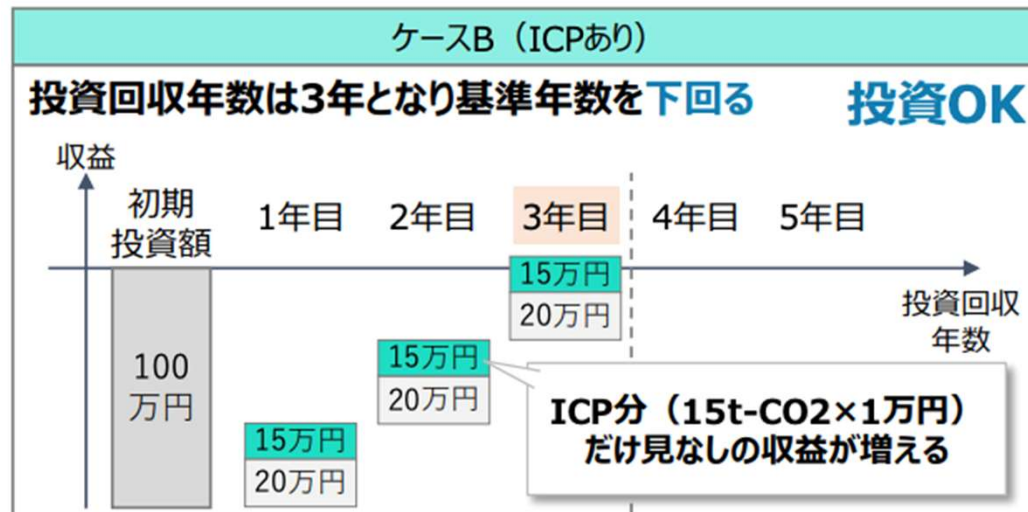 ケースB（ICPあり）
投資回収年数は3年となり基準年数を下回る
投資OK
収益
初期
投資額
1年目
2年目
3年目
4年目
5年目
15万円
20万円
投資回収
年数
15万円
20万円
100
万円
ICP分（15t-CO2×1万円）
だけ見なしの収益が増える
15万円
20万円